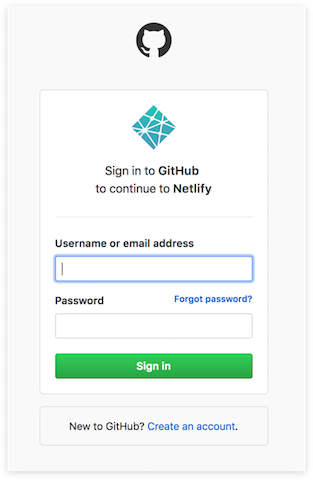 Sign in to GitHub
to continue to Netlify
Username or email address
Password Forgot password?
Sign in
New to GitHub? Create an account.